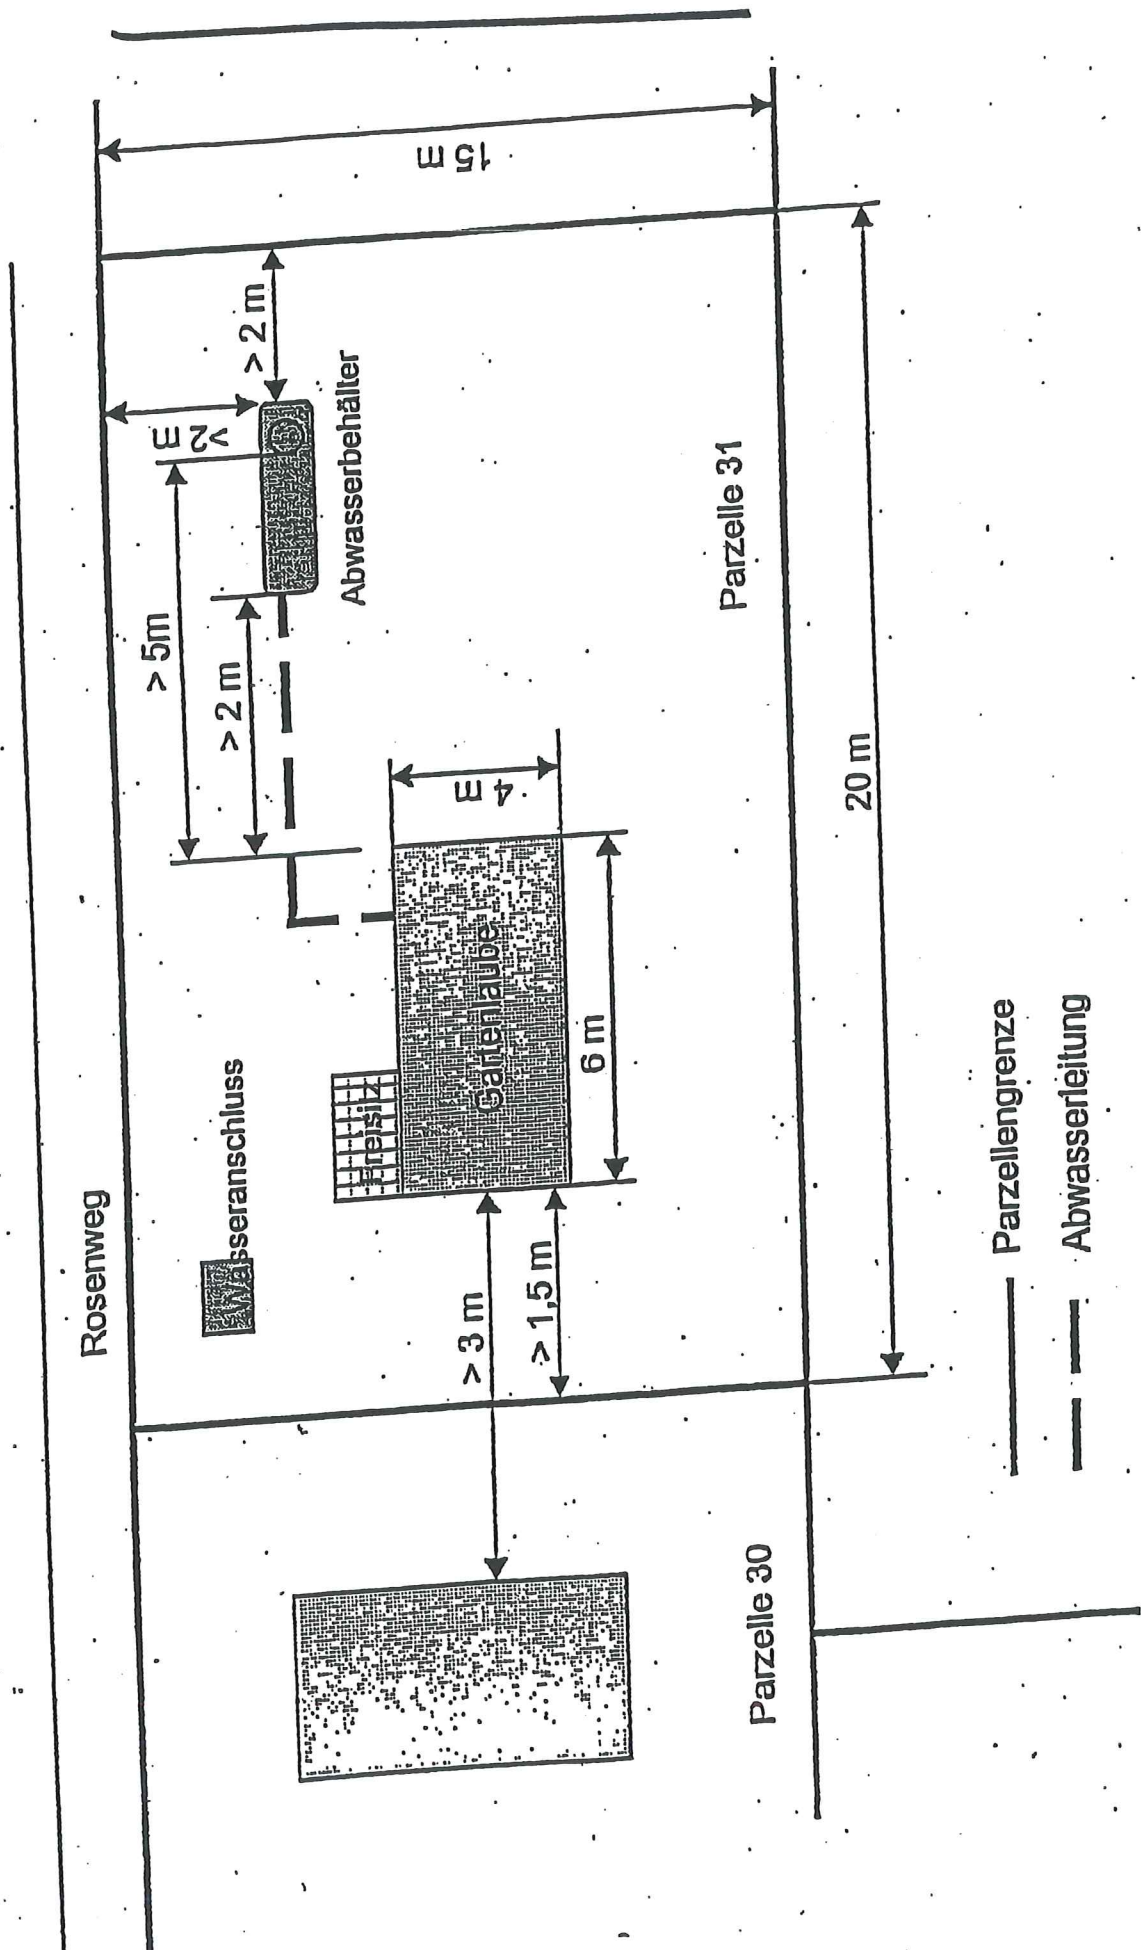 Rosenweg
Wasseranschluss
> 5m
> 2 m
>2 m
> 2 m
15 m
Abwasserbehälter
Freisitz
Gartenlaube
4 m
6 m
> 3 m
> 1,5 m
Parzelle 30
Parzelle 31
20 m
Parzellengrenze
Abwasserleitung